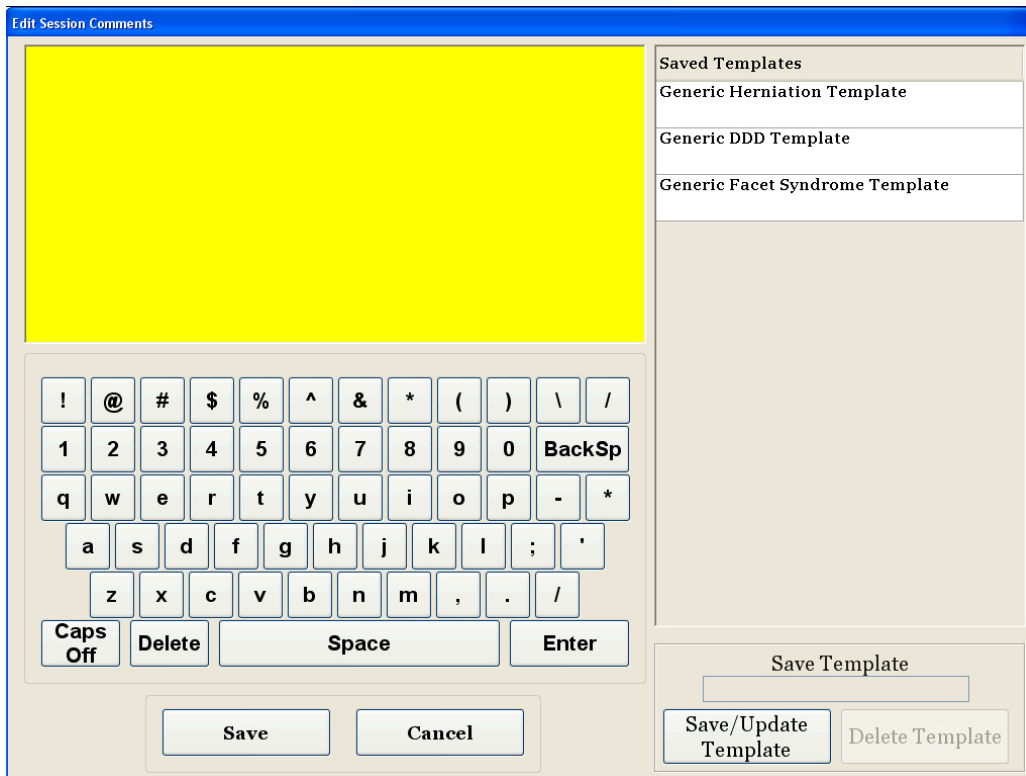 Edit Session Comments
Saved Templates
Generic Herniation Template
Generic DDD Template
Generic Facet Syndrome Template
! @ # $ % ^ & * ( ) \ /
1 2 3 4 5 6 7 8 9 0 BackSp
q w e r t y u i o p - *
a s d f g h j k l ; '
z x c v b n m , . /
Caps
Off
Delete Space Enter
Save Cancel
Save Template
Save/Update
Template
Delete Template